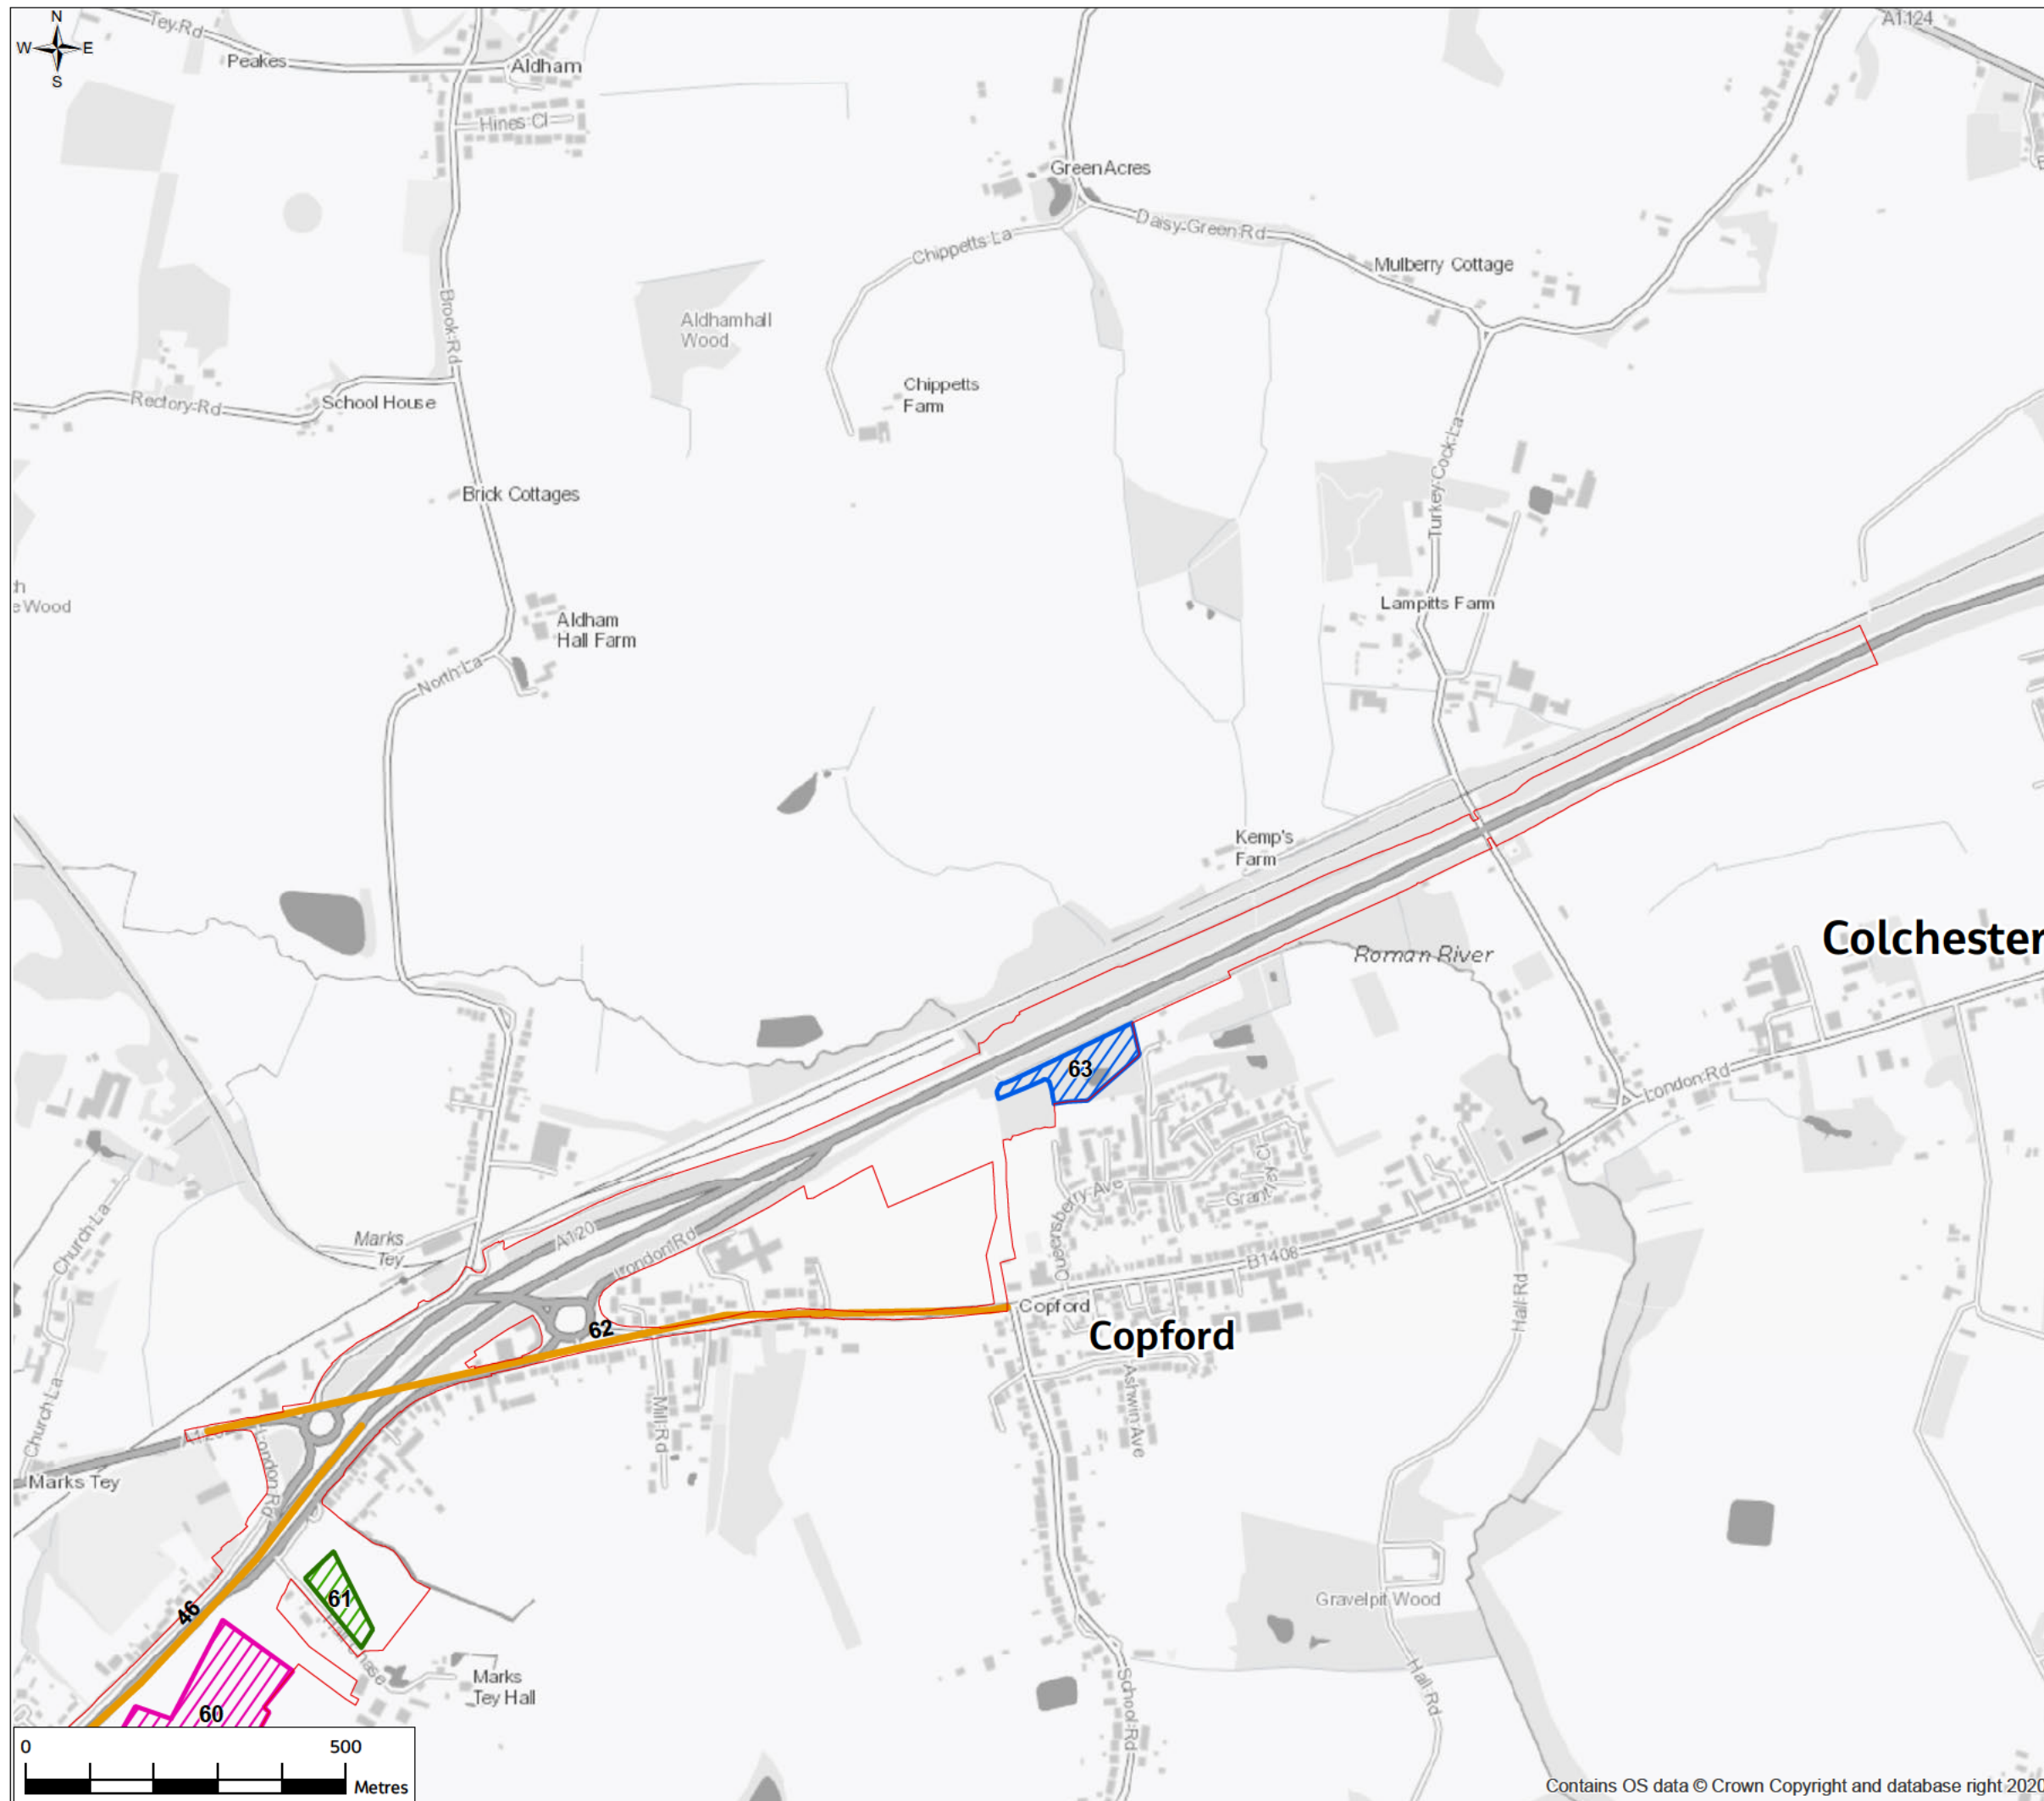 N
W E
S
Tey Rd
Peakes
Aldham
A1124
Hines Cl
Green Acres
Daisy Green Rd
Chippetts La
Mulberry Cottage
Brook Rd
Aldhamhall
Wood
Chippetts
Farm
Rectory Rd
School House
Turkey Cock La
Brick Cottages
Wood
Lampitts Farm
Aldham
Hall Farm
North La
Kemp's
Farm
Colchester
Roman River
63
London Rd
Church La
Marks
Tey
A120
London Rd
Queensberry Ave
Grantley Cl
B1408
Hall Rd
Copford
62
Copford
Church La
Mill Rd
Ashwin Ave
Marks Tey
London Rd
61
46
Gravelpit Wood
Marks
Tey Hall
60
School Rd
Hall Rd
0 500
Metres
Contains OS data © Crown Copyright and database right 2020